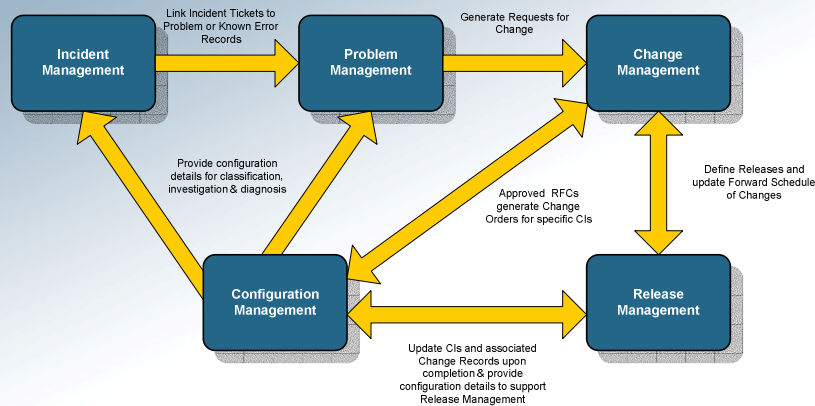 Link Incident Tickets to
Problem or Known Error
Records
Generate Requests for
Change
Incident
Management
Problem
Management
Change
Management
Provide configuration
details for classification,
investigation & diagnosis
Approved RFCs
generate Change
Orders for specific CIs
Define Releases and
update Forward Schedule
of Changes
Configuration
Management
Release
Management
Update CIs and associated
Change Records upon
completion & provide
configuration details to support
Release Management